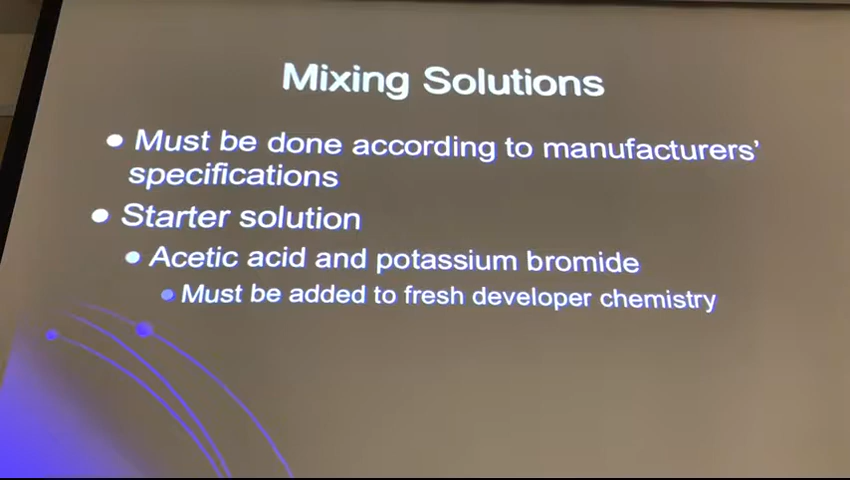 Mixing Solutions
● Must be done according to manufacturers’
specifications
● Starter solution
● Acetic acid and potassium bromide
● Must be added to fresh developer chemistry